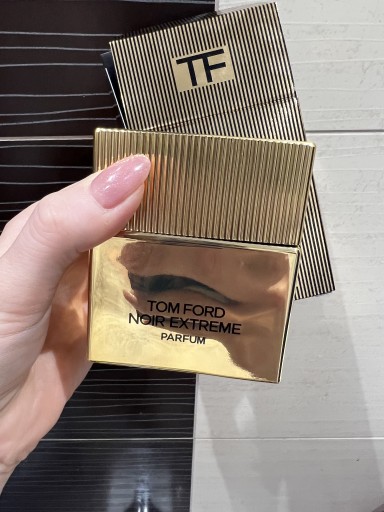 TF
TOM FORD
NOIR EXTREME
PARFUM